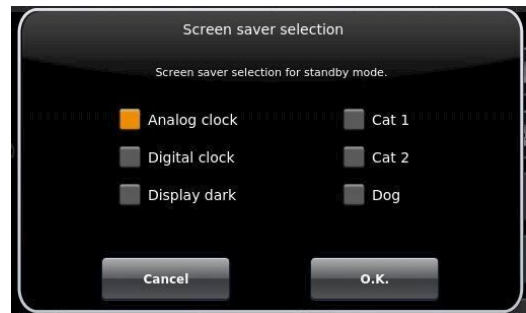 Screen saver selection
Screen saver selection for standby mode.
Analog clock
Cat 1
Digital clock
Cat 2
Display dark
Dog
Cancel
O.K.